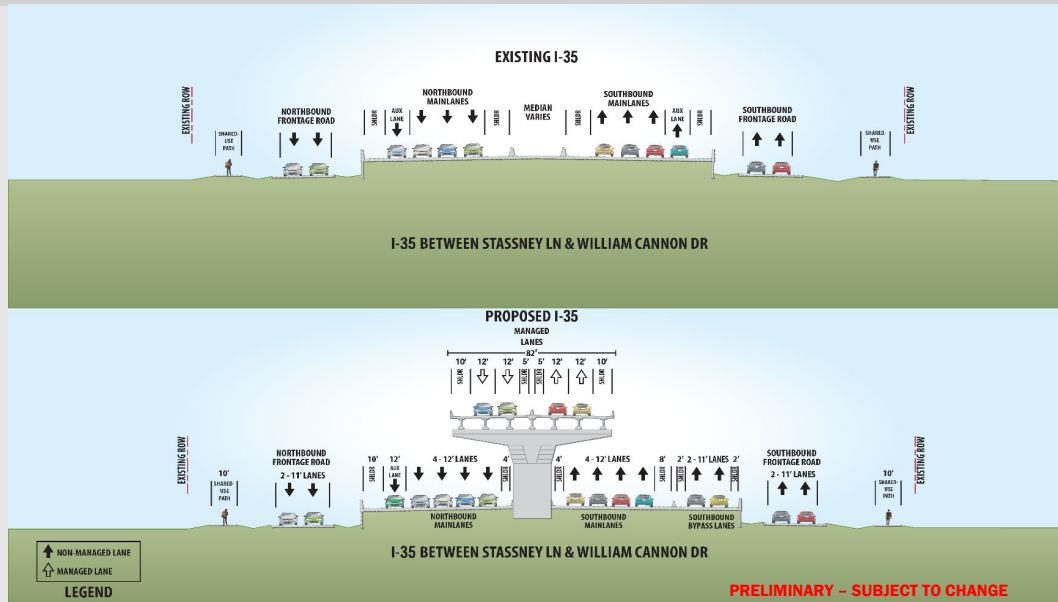 EXISTING I-35
EXISTING ROW
SHARED-
USE
PATH
NORTHBOUND
FRONTAGE ROAD
SHLDR
AUX
LANE
NORTHBOUND
MAINLANES
SHLDR
MEDIAN
VARIES
SHLDR
SOUTHBOUND
MAINLANES
AUX
LANE
SHLDR
SOUTHBOUND
FRONTAGE ROAD
SHARED-
USE
PATH
EXISTING ROW
I-35 BETWEEN STASSNEY LN & WILLIAM CANNON DR
PROPOSED I-35
MANAGED
LANES
82'
10' 12' 12' 5' 5' 12' 12' 10'
SHLDR
SHLDR
SHLDR
SHLDR
EXISTING ROW
10'
SHARED-
USE
PATH
NORTHBOUND
FRONTAGE ROAD
2 - 11' LANES
10'
SHLDR
12'
AUX
LANE
4 - 12' LANES
4'
SHLDR
4'
SHLDR
4 - 12' LANES
8'
SHLDR
2'
SHLDR
2 - 11' LANES
2'
SHLDR
SOUTHBOUND
FRONTAGE ROAD
2 - 11' LANES
10'
SHARED-
USE
PATH
EXISTING ROW
NORTHBOUND
MAINLANES
SOUTHBOUND
MAINLANES
SOUTHBOUND
BYPASS LANES
I-35 BETWEEN STASSNEY LN & WILLIAM CANNON DR
NON-MANAGED LANE
MANAGED LANE
LEGEND
PRELIMINARY – SUBJECT TO CHANGE